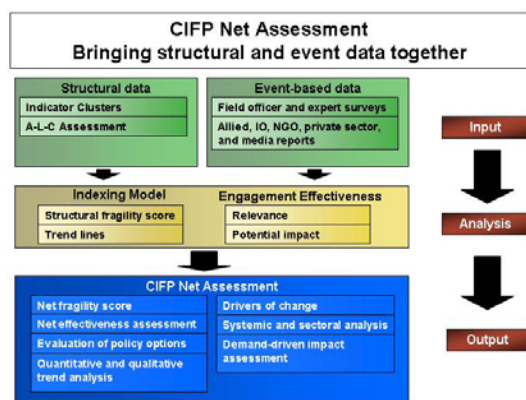 CIFP Net Assessment
Bringing structural and event data together
Structural data
Indicator Clusters
A-L-C Assessment
Event-based data
Field officer and expert surveys
Allied, IO, NGO, private sector,
and media reports
Input
Indexing Model
Structural fragility score
Trend lines
Engagement Effectiveness
Relevance
Potential impact
Analysis
CIFP Net Assessment
Net fragility score
Net effectiveness assessment
Evaluation of policy options
Quantitative and qualitative
trend analysis
Drivers of change
Systemic and sectoral analysis
Demand-driven impact
assessment
Output